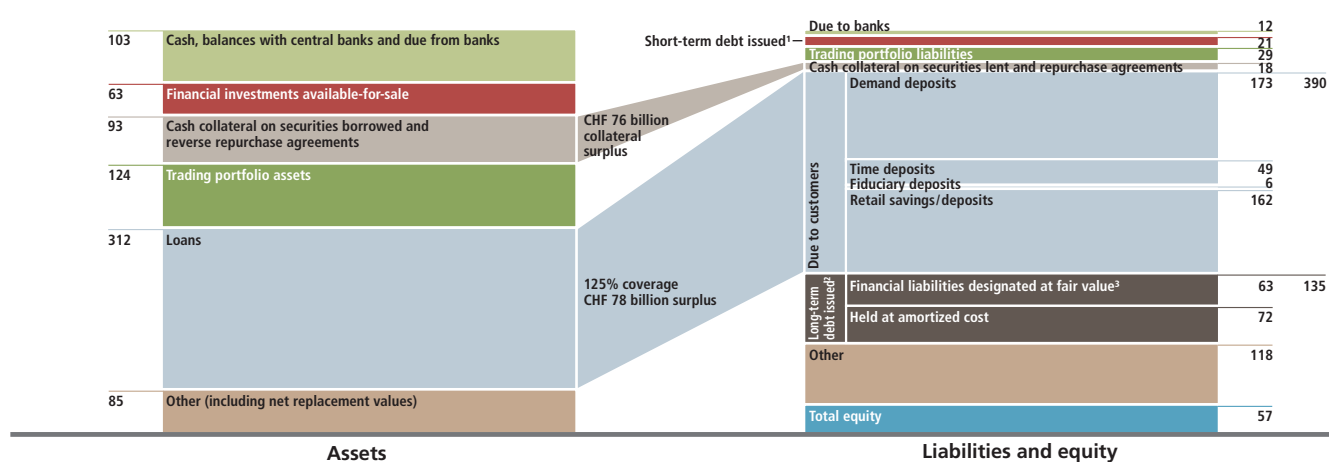 103 Cash, balances with central banks and due from banks
63 Financial investments available-for-sale
93 Cash collateral on securities borrowed and
reverse repurchase agreements
124 Trading portfolio assets
312 Loans
85 Other (including net replacement values)
Assets
CHF 76 billion
collateral
surplus
125% coverage
CHF 78 billion surplus
Due to banks 12
Short-term debt issued¹ 21
Trading portfolio liabilities 29
Cash collateral on securities lent and repurchase agreements 18
Due to customers
Demand deposits 173 390
Time deposits 49
Fiduciary deposits 6
Retail savings/deposits 162
Long-term
debt issued²
Financial liabilities designated at fair value³ 63 135
Held at amortized cost 72
Other 118
Total equity 57
Liabilities and equity